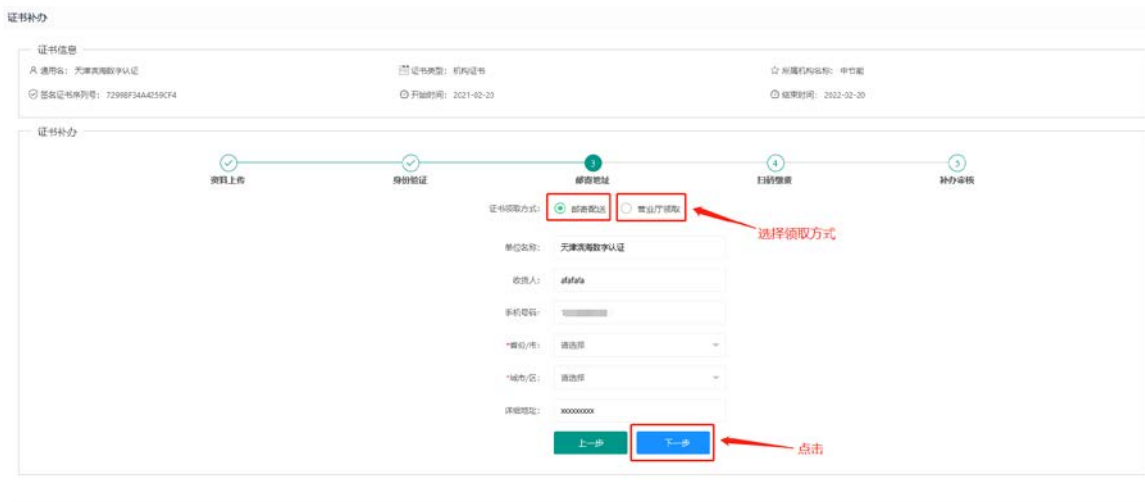 证书补办
证书信息
通用名： 天津滨海数字认证 证书类型： 机构证书 所属机构名称： 中节能
签名证书序列号： 72998F34A4259CF4 开始时间： 2021-02-20 结束时间： 2022-02-20
证书补办
3 4 5
资料上传 身份验证 邮寄地址 扫码缴费 补办审核
证书领取方式： 邮寄配送 营业厅领取
选择领取方式
单位名称： 天津滨海数字认证
收货人： afafafa
手机号码：
*省份/市： 请选择
*城市/区： 请选择
详细地址： xxxxxxxxx
上一步 下一步
点击